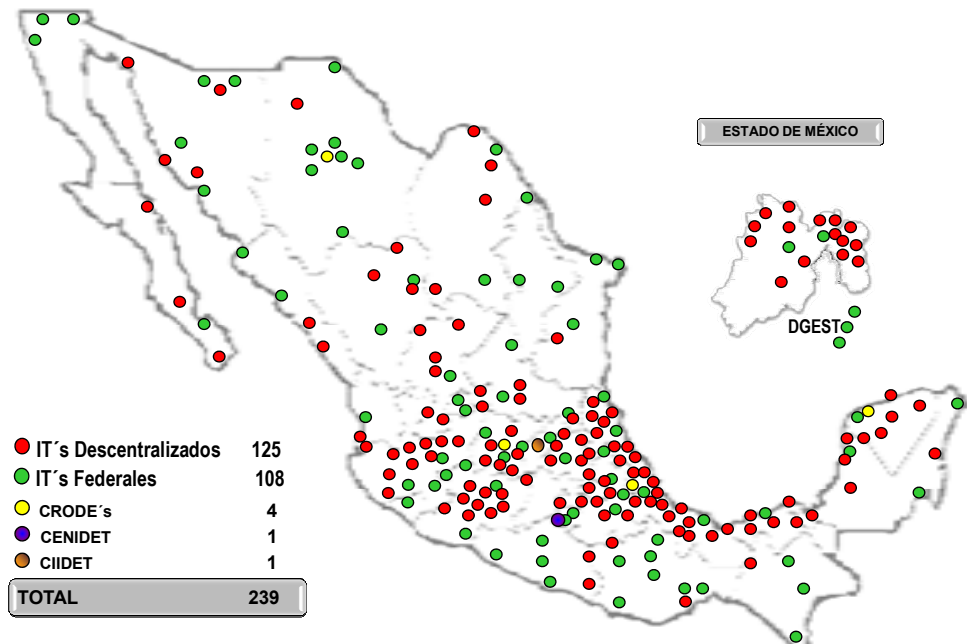 ESTADO DE MÉXICO
DGEST
IT´s Descentralizados 125
IT´s Federales 108
CRODE´s 4
CENIDET 1
CIIDET 1
TOTAL 239